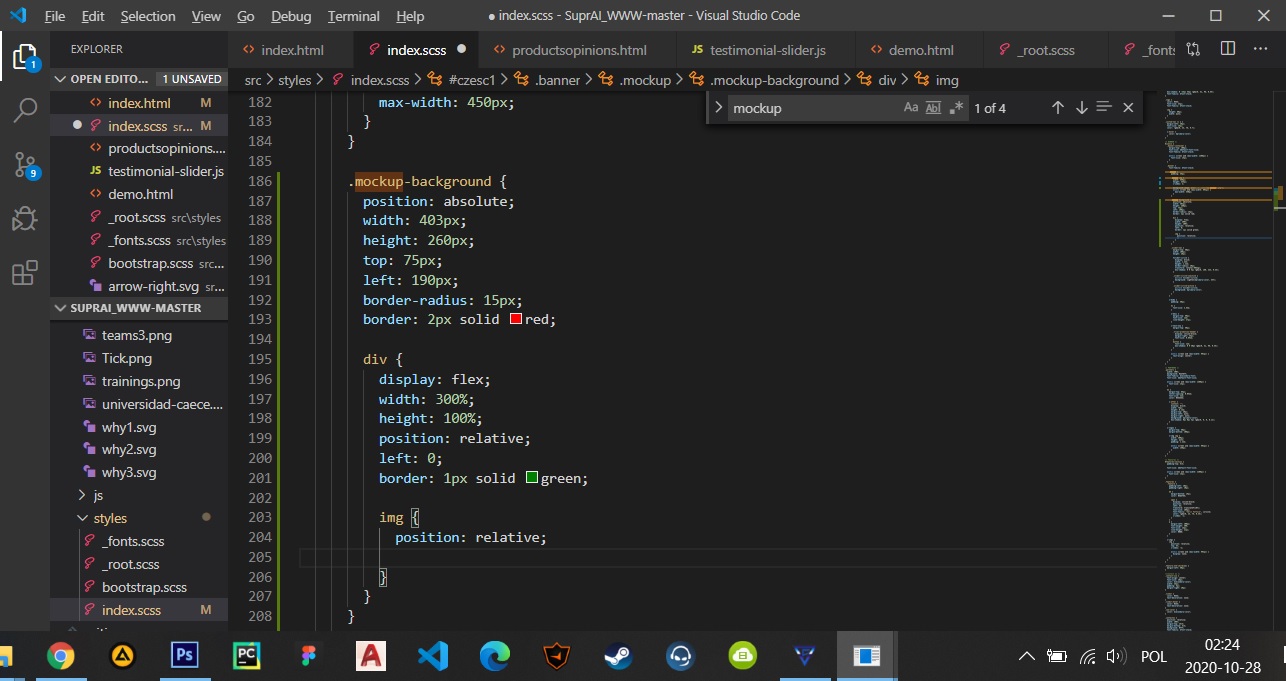 File Edit Selection View Go Debug Terminal Help ● index.scss - SuprAI_WWW-master - Visual Studio Code
EXPLORER
index.html index.scss productsopinions.html JS testimonial-slider.js demo.html _root.scss _fonts
OPEN EDITO... 1 UNSAVED
src > styles > index.scss > #czesc1 > .banner > .mockup > .mockup-background > div > img
mockup Aa Abl .* 1 of 4
1
9
index.html M
index.scss sr... M
productsopinions....
JS testimonial-slider.js
demo.html
_root.scss src\styles
_fonts.scss src\styles
bootstrap.scss src...
arrow-right.svg sr...
SUPRAI_WWW-MASTER
teams3.png
Tick.png
trainings.png
universidad-caece....
why1.svg
why2.svg
why3.svg
js
styles
_fonts.scss
_root.scss
bootstrap.scss
index.scss M
182 max-width: 450px;
183 }
184 }
185
186 .mockup-background {
187 position: absolute;
188 width: 403px;
189 height: 260px;
190 top: 75px;
191 left: 190px;
192 border-radius: 15px;
193 border: 2px solid red;
194
195 div {
196 display: flex;
197 width: 300%;
198 height: 100%;
199 position: relative;
200 left: 0;
201 border: 1px solid green;
202
203 img {
204 position: relative;
205
206 }
207 }
208 }
Ps
PC
POL
02:24
2020-10-28